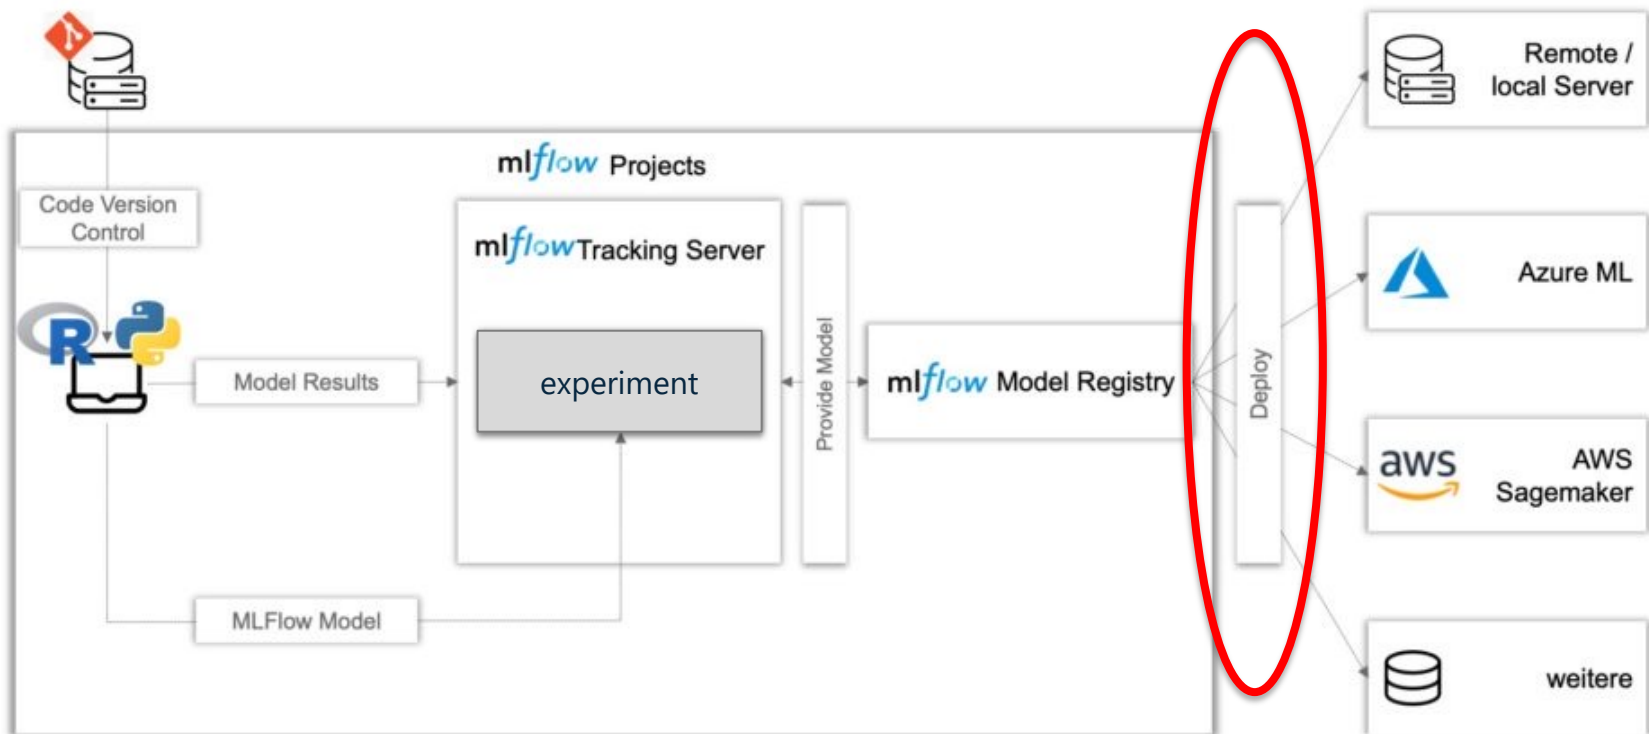 mlflow Projects
Code Version
Control
mlflow Tracking Server
R
Model Results
experiment
Provide Model
mlflow Model Registry
Deploy
MLFlow Model
Remote /
local Server
Azure ML
aws
AWS
Sagemaker
weitere